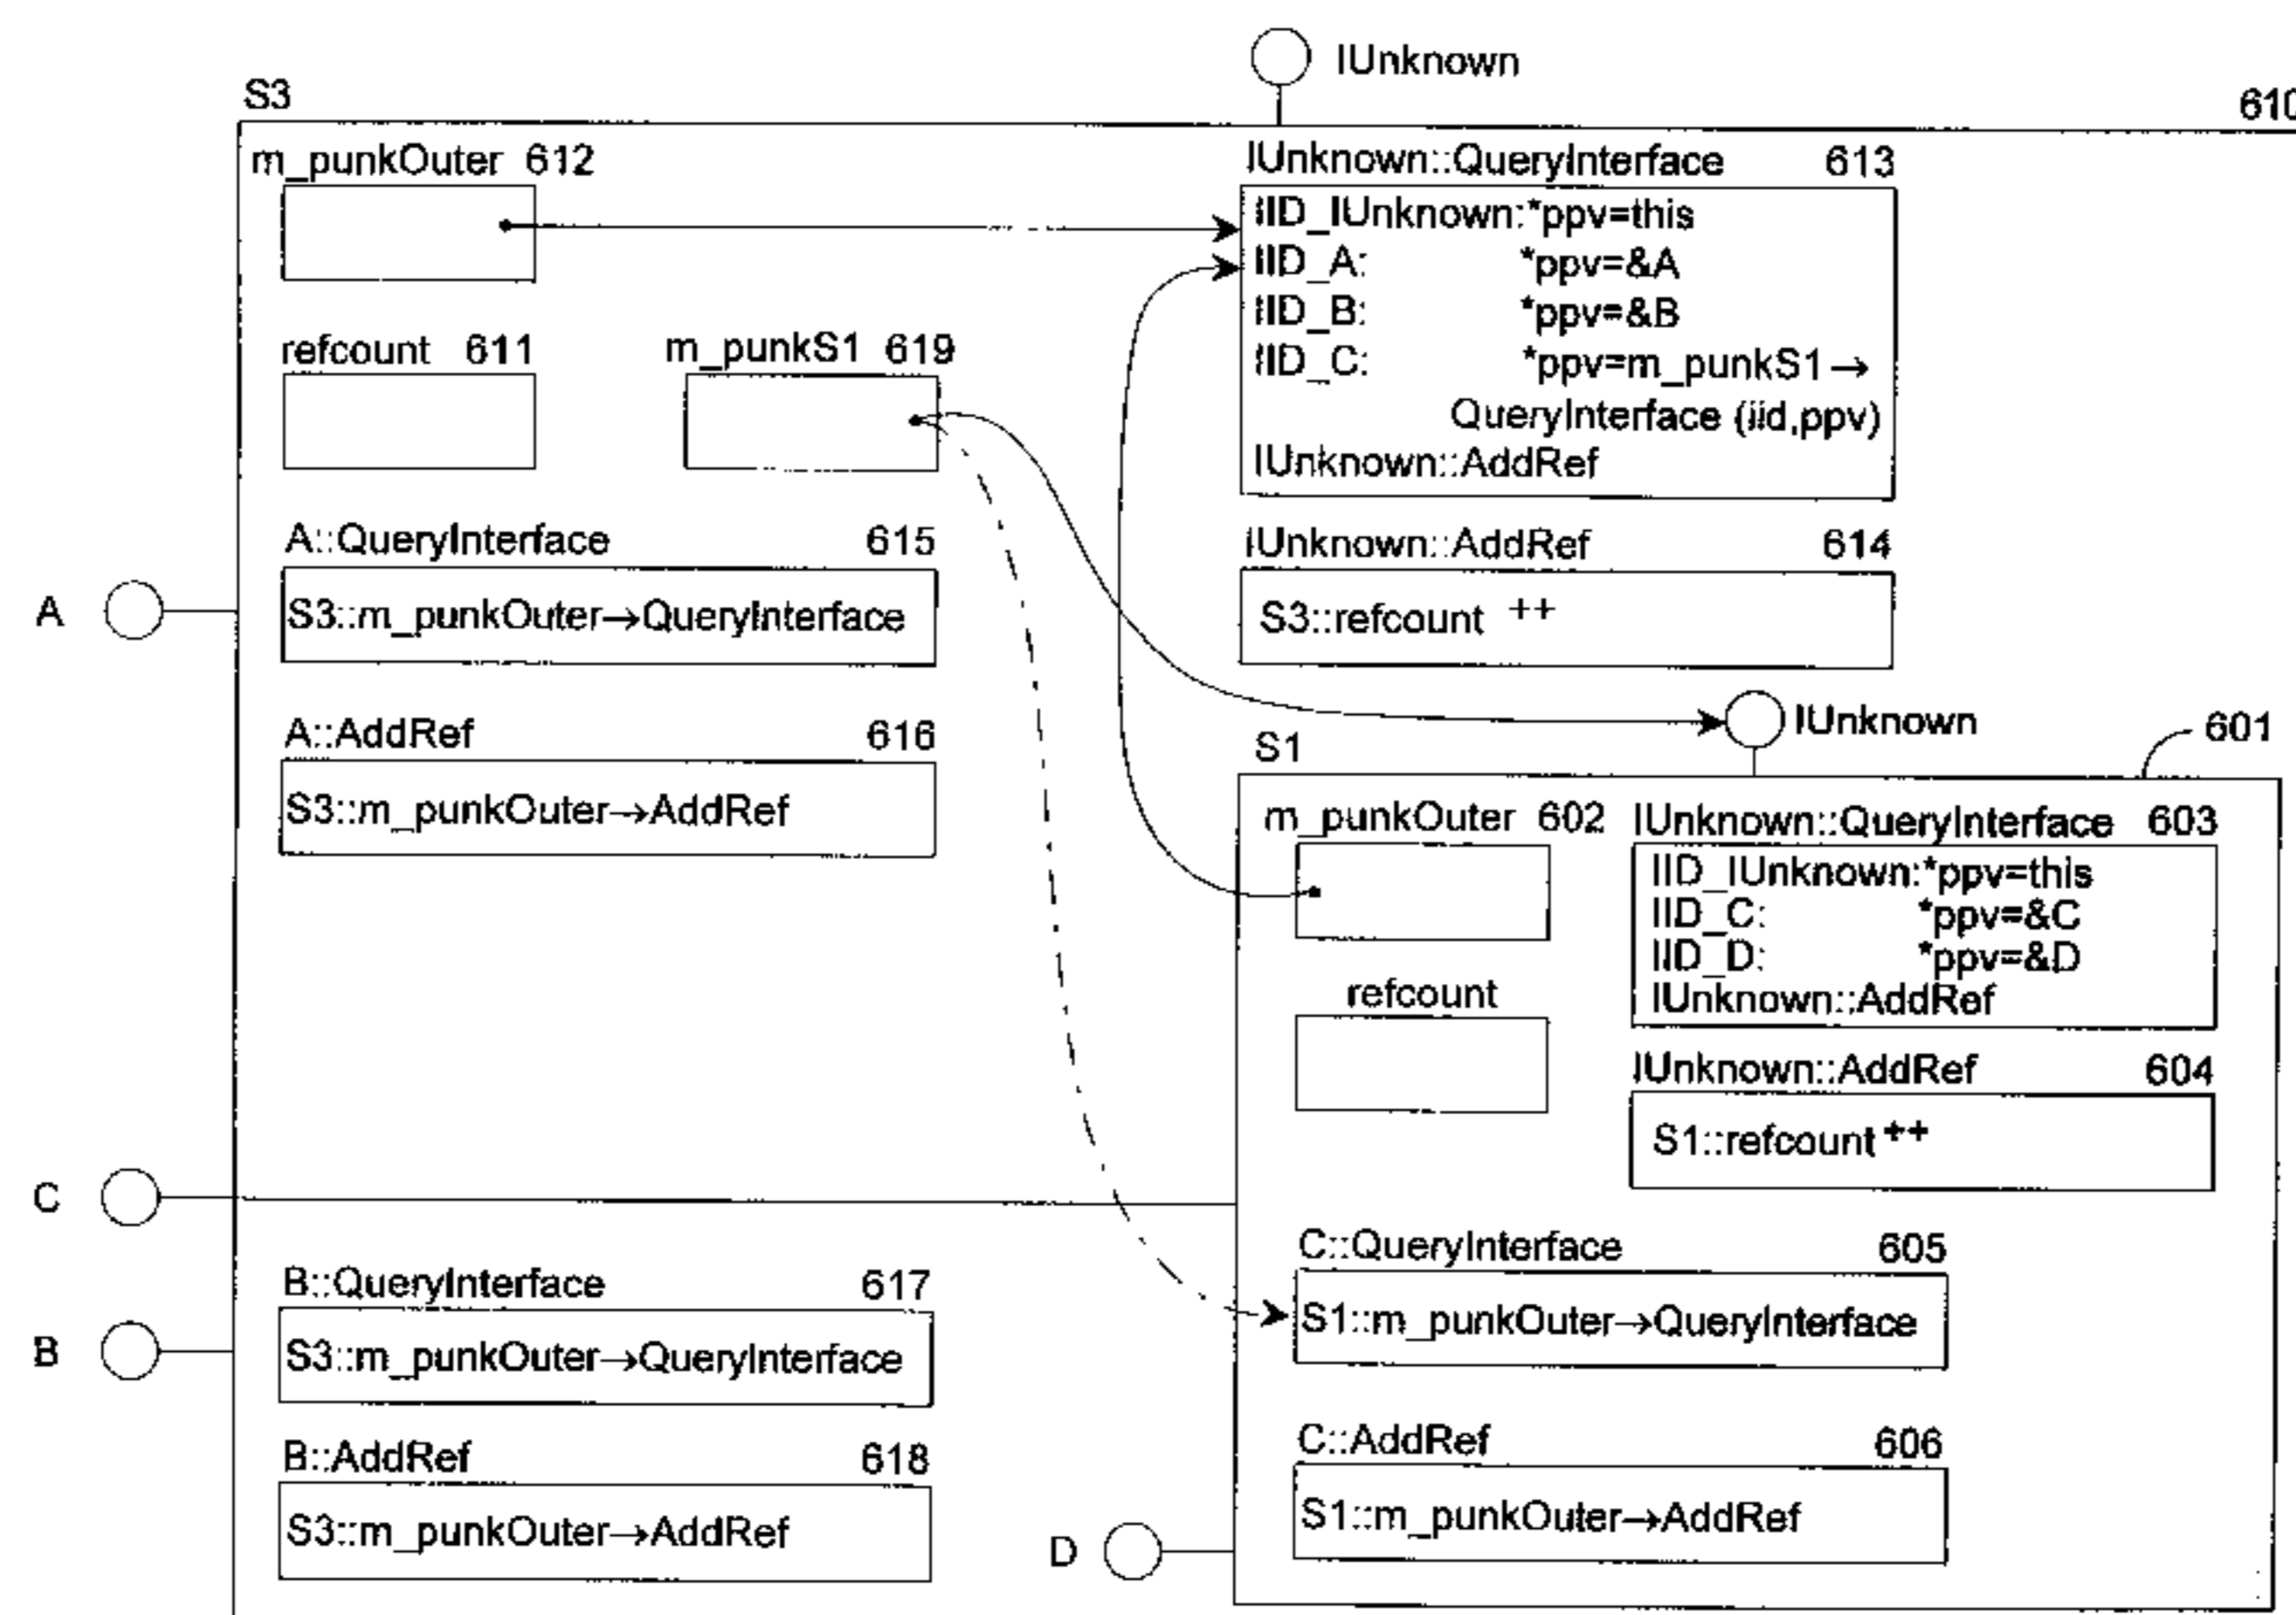 IUnknown
S3
610
m_punkOuter 612
IUnknown::QueryInterface 613
IID_IUnknown:*ppv=this
IID_A: *ppv=&A
IID_B: *ppv=&B
IID_C: *ppv=m_punkS1→
QueryInterface (iid,ppv)
IUnknown::AddRef
refcount 611
m_punkS1 619
A::QueryInterface 615
S3::m_punkOuter→QueryInterface
IUnknown::AddRef 614
S3::refcount ++
A
A::AddRef 616
S3::m_punkOuter→AddRef
IUnknown
601
S1
m_punkOuter 602
IUnknown::QueryInterface 603
IID_IUnknown:*ppv=this
IID_C: *ppv=&C
IID_D: *ppv=&D
IUnknown::AddRef
refcount
IUnknown::AddRef 604
S1::refcount ++
C
C::QueryInterface 605
S1::m_punkOuter→QueryInterface
B::QueryInterface 617
S3::m_punkOuter→QueryInterface
B
C::AddRef 606
S1::m_punkOuter→AddRef
B::AddRef 618
S3::m_punkOuter→AddRef
D